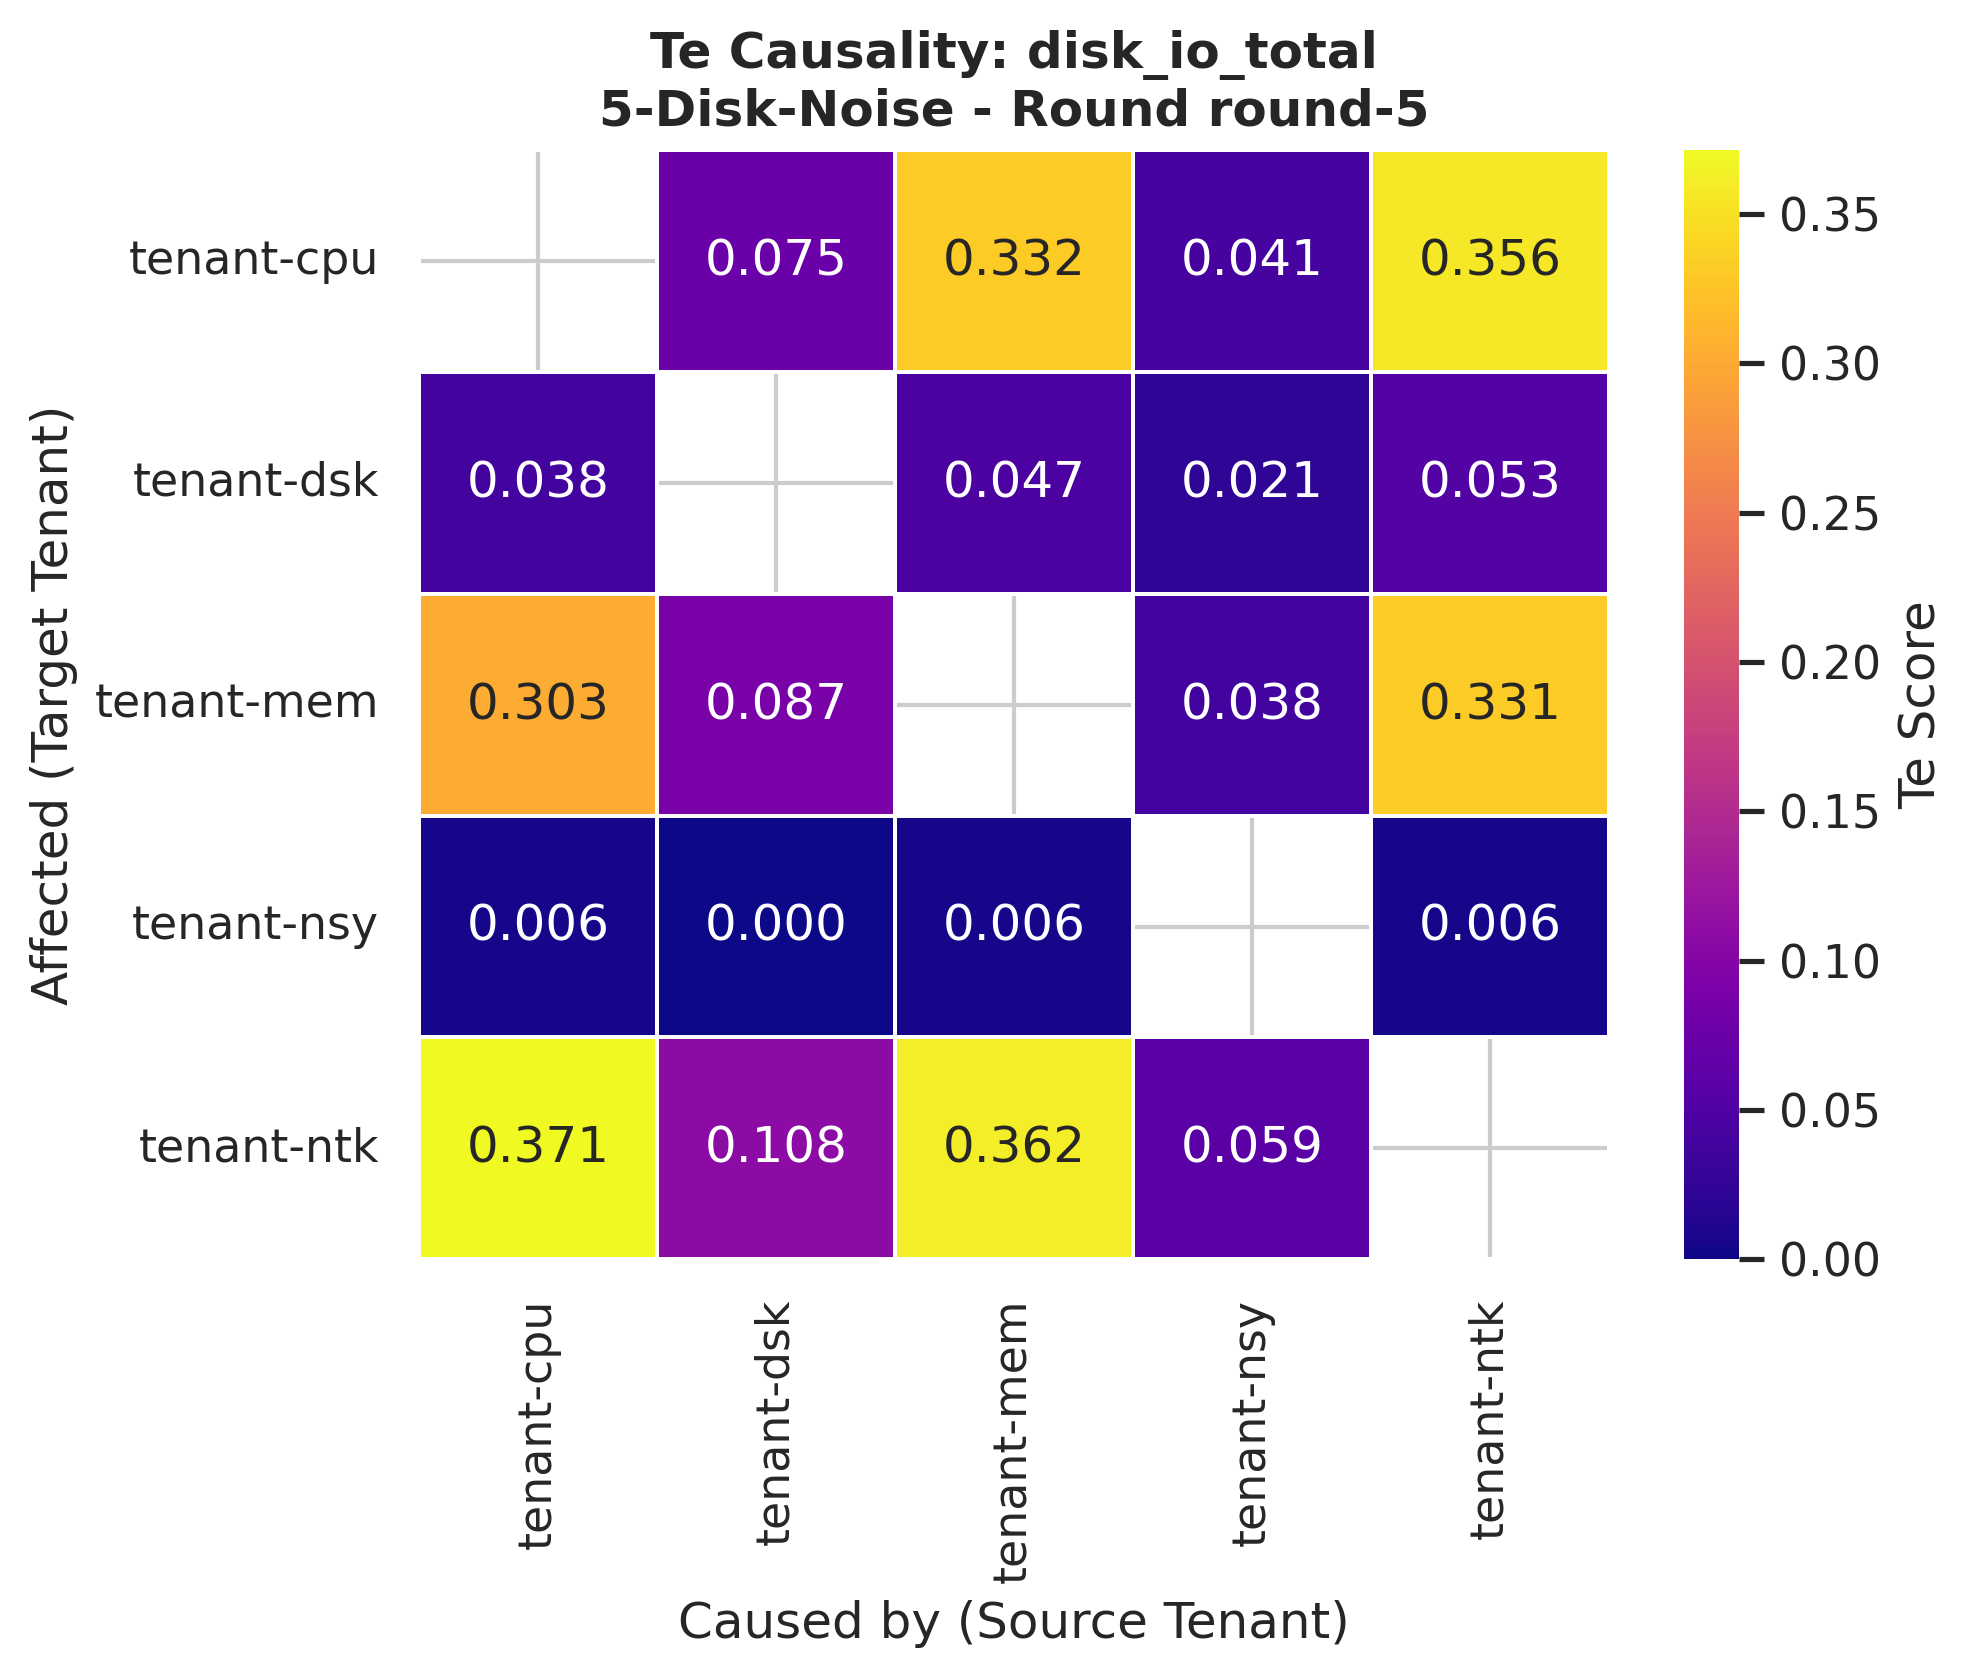 Te Causality: disk_io_total
5-Disk-Noise - Round round-5
Affected (Target Tenant)
tenant-cpu
0.075 0.332 0.041 0.356
tenant-dsk
0.038 0.047 0.021 0.053
tenant-mem
0.303 0.087 0.038 0.331
tenant-nsy
0.006 0.000 0.006 0.006
tenant-ntk
0.371 0.108 0.362 0.059
tenant-cpu
tenant-dsk
tenant-mem
tenant-nsy
tenant-ntk
Caused by (Source Tenant)
0.35
0.30
0.25
0.20
0.15
0.10
0.05
0.00
Te Score